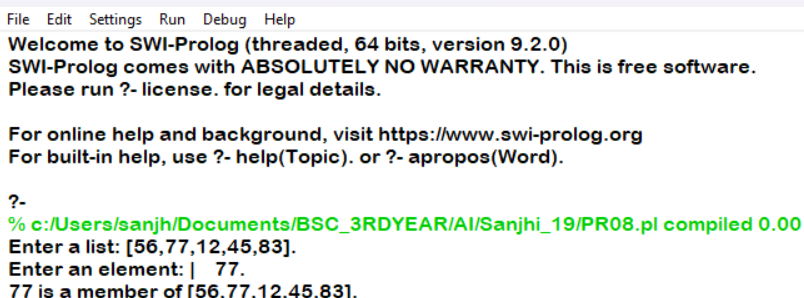 File Edit Settings Run Debug Help
Welcome to SWI-Prolog (threaded, 64 bits, version 9.2.0)
SWI-Prolog comes with ABSOLUTELY NO WARRANTY. This is free software.
Please run ?- license. for legal details.
For online help and background, visit https://www.swi-prolog.org
For built-in help, use ?- help(Topic). or ?- apropos(Word).
?-
% c:/Users/sanjh/Documents/BSC_3RDYEAR/AI/Sanjhi_19/PR08.pl compiled 0.00
Enter a list: [56,77,12,45,83].
Enter an element: | 77.
77 is a member of [56,77,12,45,83].